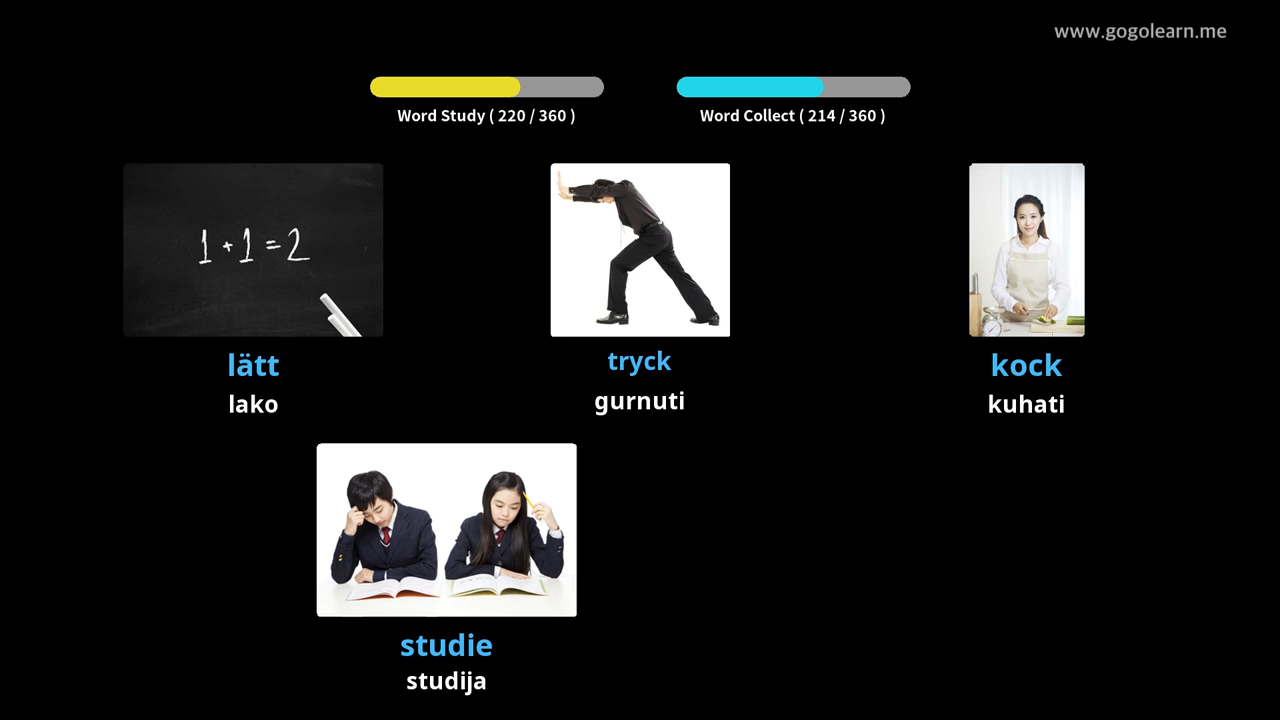 www.gogolearn.me
Word Study ( 220 / 360 )
Word Collect ( 214 / 360 )
1 + 1 = 2
lätt
lako
tryck
gurnuti
kock
kuhati
studie
studija